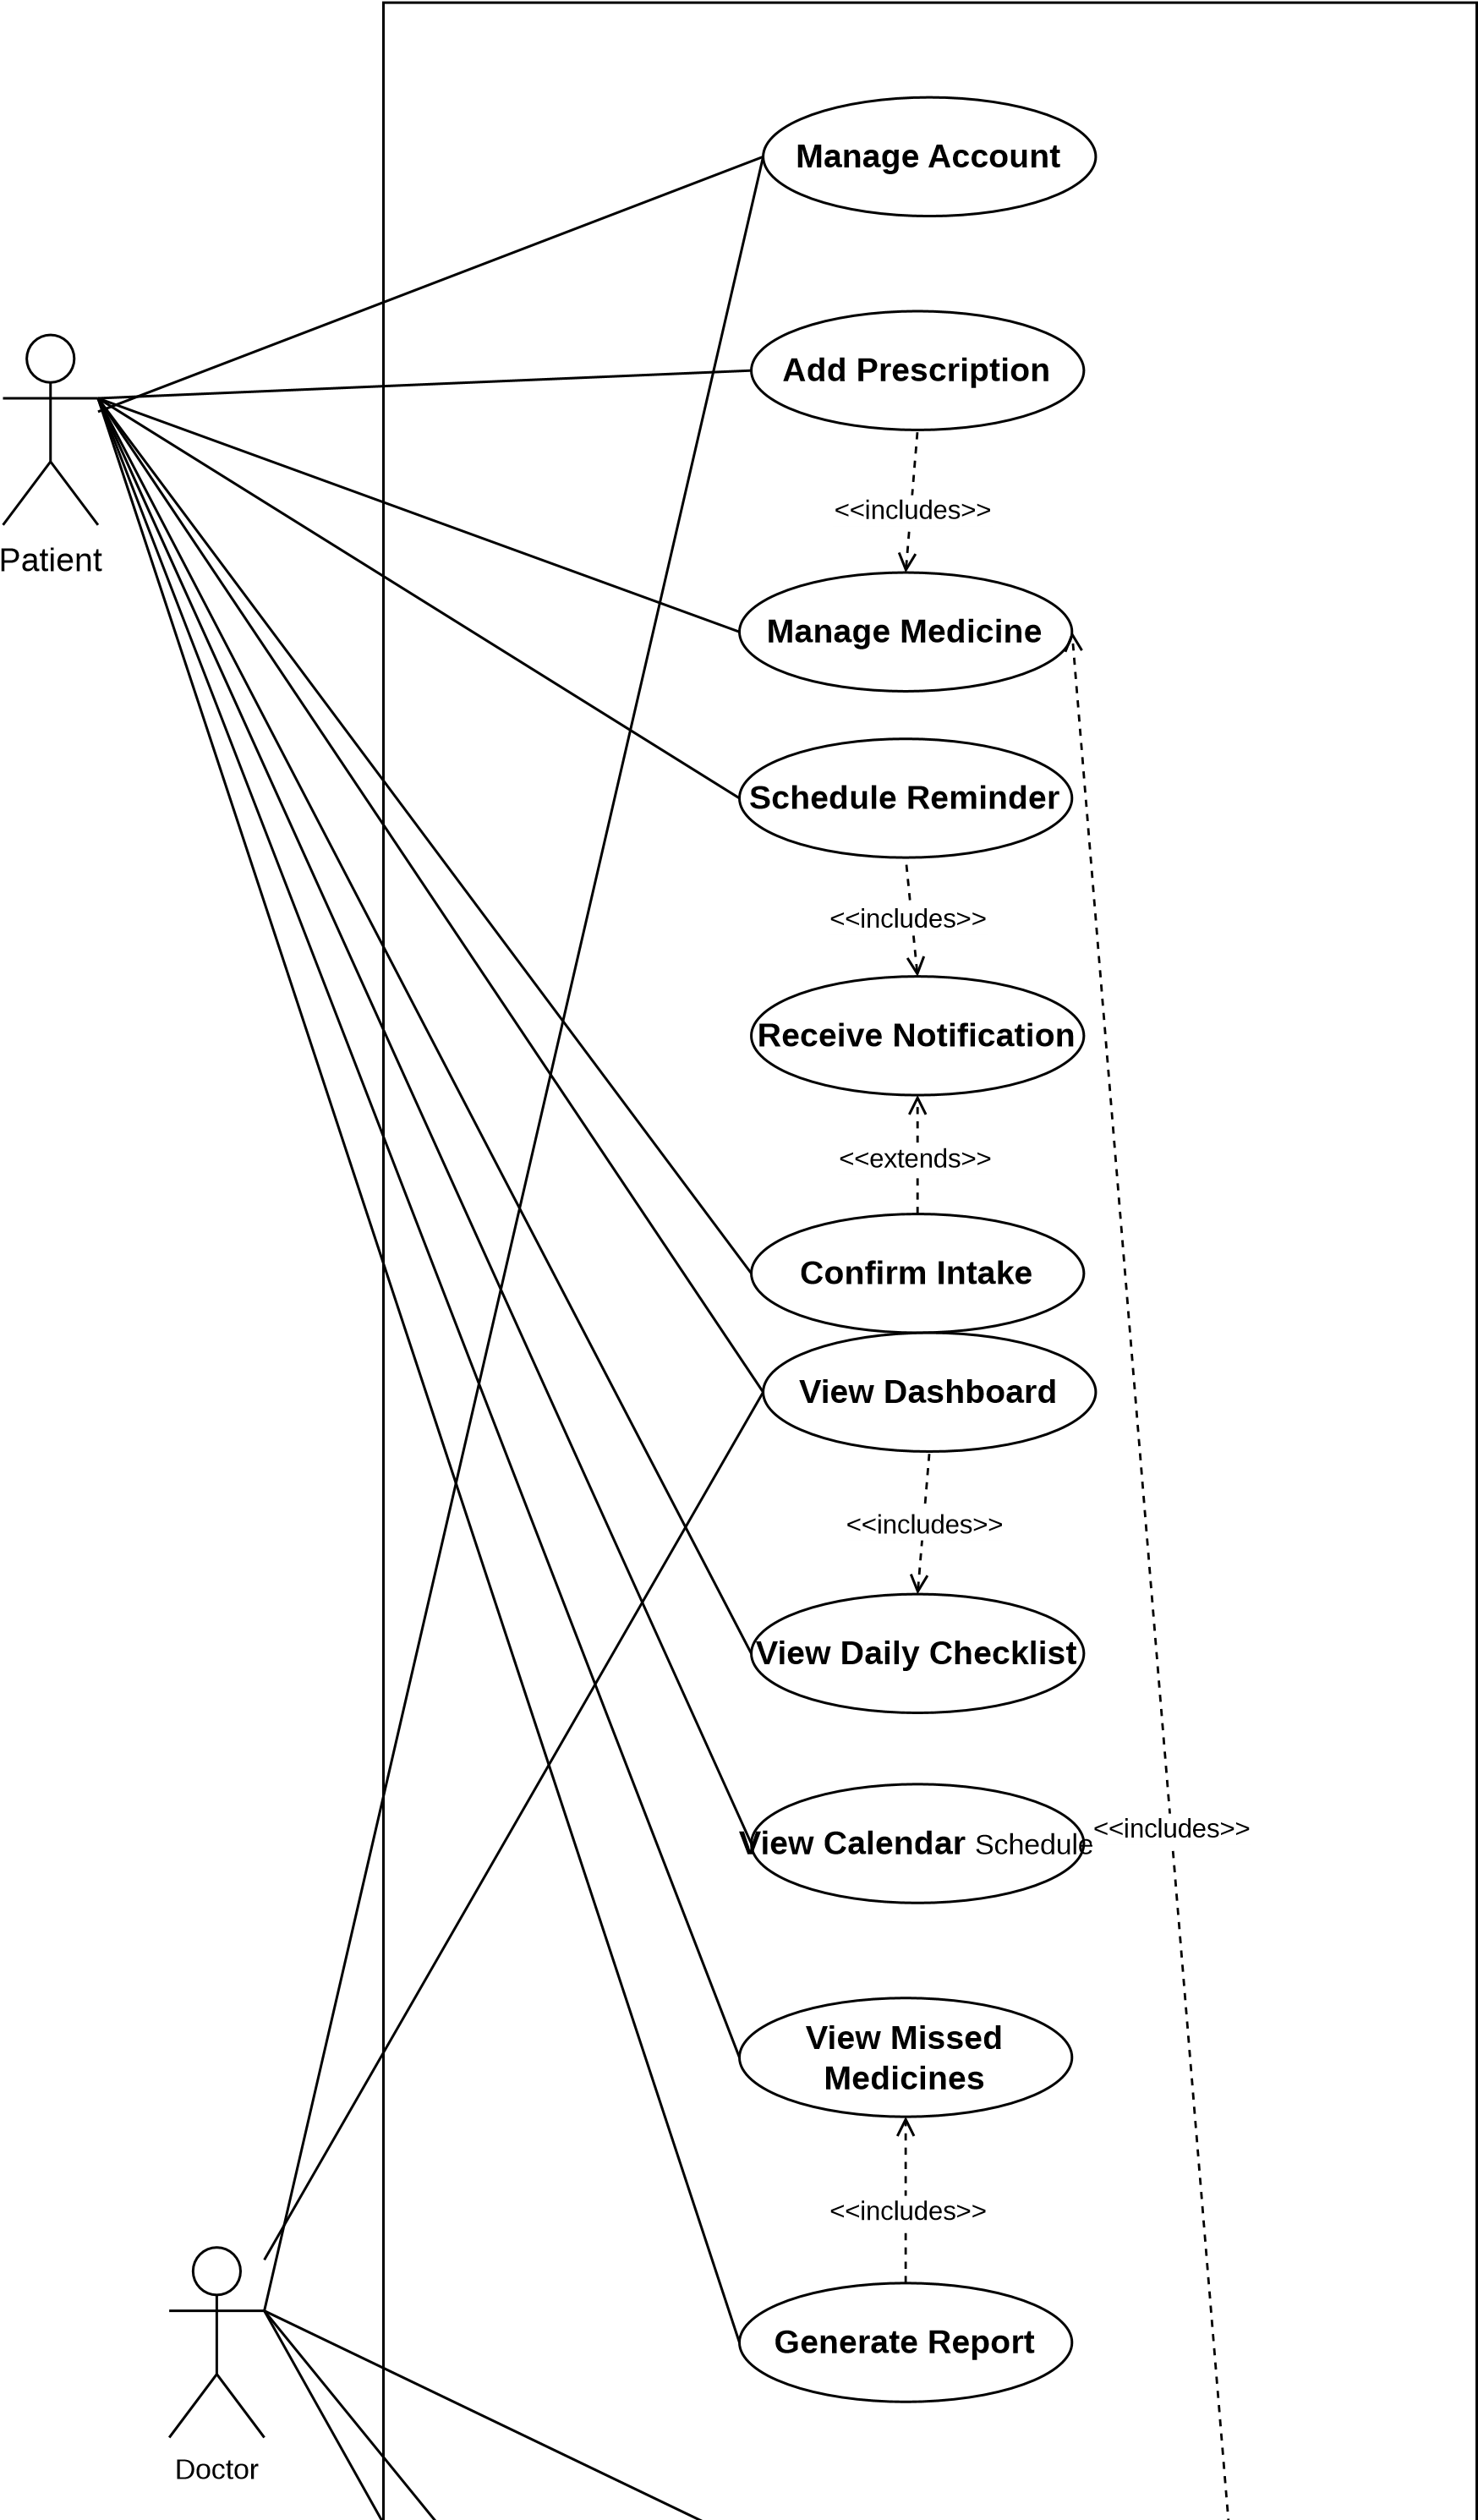 Manage Account
Add Prescription
<<includes>>
Patient
Manage Medicine
Schedule Reminder
<<includes>>
Receive Notification
<<extends>>
Confirm Intake
View Dashboard
<<includes>>
View Daily Checklist
View Calendar Schedule
<<includes>>
View Missed
Medicines
<<includes>>
Generate Report
Doctor